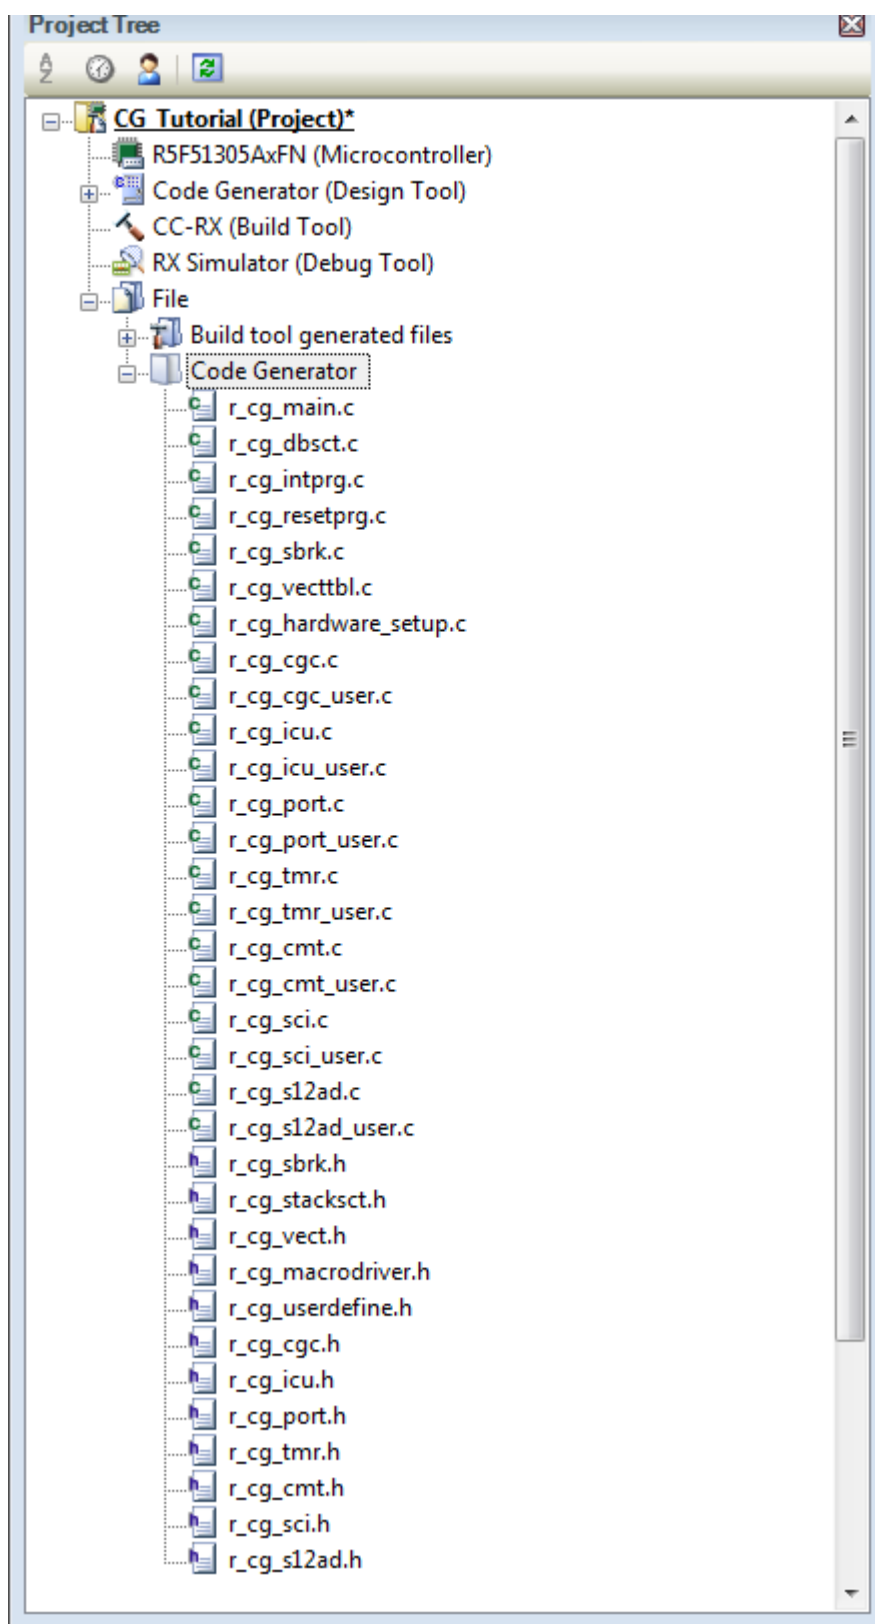 Project Tree
CG_Tutorial (Project)*
R5F51305AxFN (Microcontroller)
Code Generator (Design Tool)
CC-RX (Build Tool)
RX Simulator (Debug Tool)
File
Build tool generated files
Code Generator
r_cg_main.c
r_cg_dbsct.c
r_cg_intprg.c
r_cg_resetprg.c
r_cg_sbrk.c
r_cg_vecttbl.c
r_cg_hardware_setup.c
r_cg_cgc.c
r_cg_cgc_user.c
r_cg_icu.c
r_cg_icu_user.c
r_cg_port.c
r_cg_port_user.c
r_cg_tmr.c
r_cg_tmr_user.c
r_cg_cmt.c
r_cg_cmt_user.c
r_cg_sci.c
r_cg_sci_user.c
r_cg_s12ad.c
r_cg_s12ad_user.c
r_cg_sbrk.h
r_cg_stacksct.h
r_cg_vect.h
r_cg_macrodriver.h
r_cg_userdefine.h
r_cg_cgc.h
r_cg_icu.h
r_cg_port.h
r_cg_tmr.h
r_cg_cmt.h
r_cg_sci.h
r_cg_s12ad.h